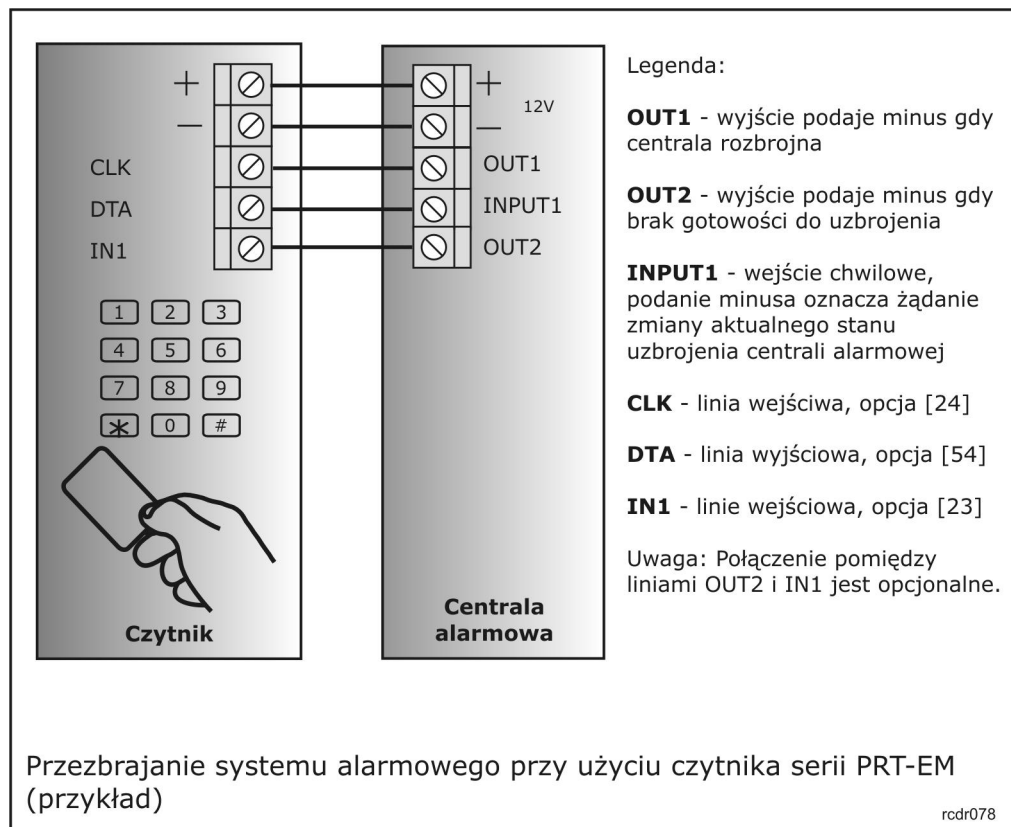 +
—
CLK
DTA
IN1
1 2 3
4 5 6
7 8 9
* 0 #
Czytnik
+
12V
—
OUT1
INPUT1
OUT2
Centrala
alarmowa
Legenda:
OUT1 - wyjście podaje minus gdy
centrala rozbrojna
OUT2 - wyjście podaje minus gdy
brak gotowości do uzbrojenia
INPUT1 - wejście chwilowe,
podanie minusa oznacza żądanie
zmiany aktualnego stanu
uzbrojenia centrali alarmowej
CLK - linia wejściwa, opcja [24]
DTA - linia wyjściowa, opcja [54]
IN1 - linie wejściowa, opcja [23]
Uwaga: Połączenie pomiędzy
liniami OUT2 i IN1 jest opcjonalne.
Przezbrajanie systemu alarmowego przy użyciu czytnika serii PRT-EM
(przykład)
rcdr078